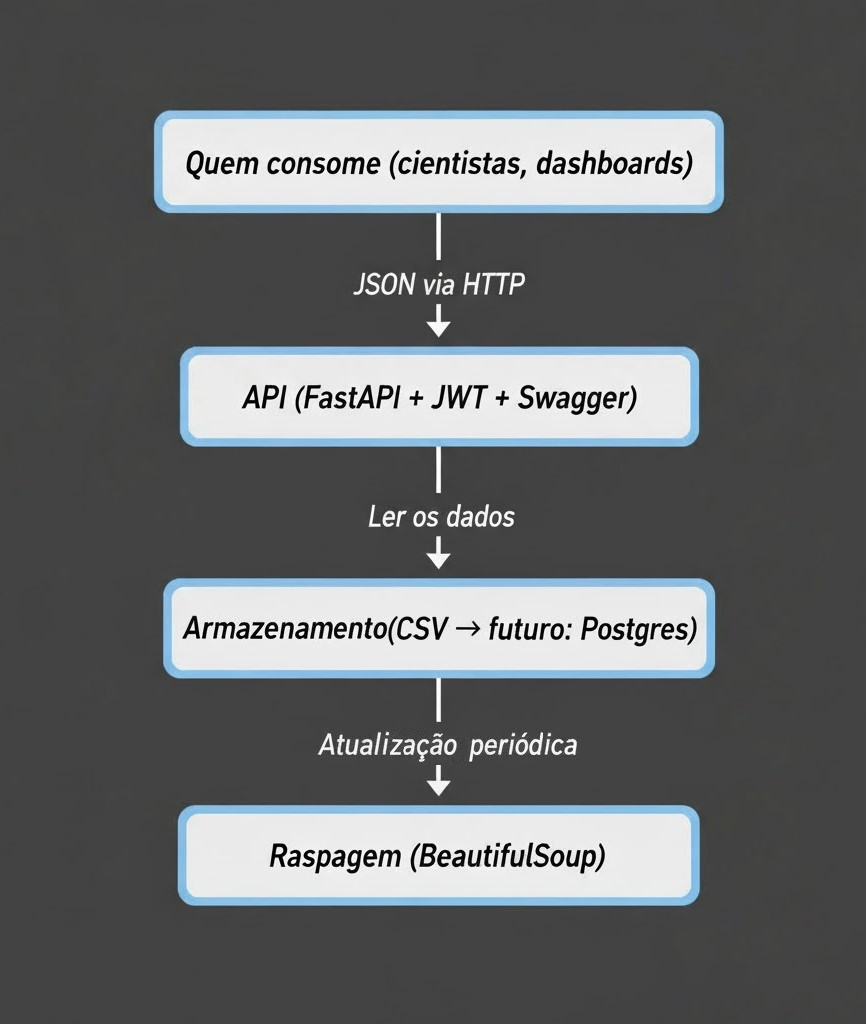 Quem consome (cientistas, dashboards)
JSON via HTTP
API (FastAPI + JWT + Swagger)
Ler os dados
Armazenamento(CSV → futuro: Postgres)
Atualização periódica
Raspagem (BeautifulSoup)